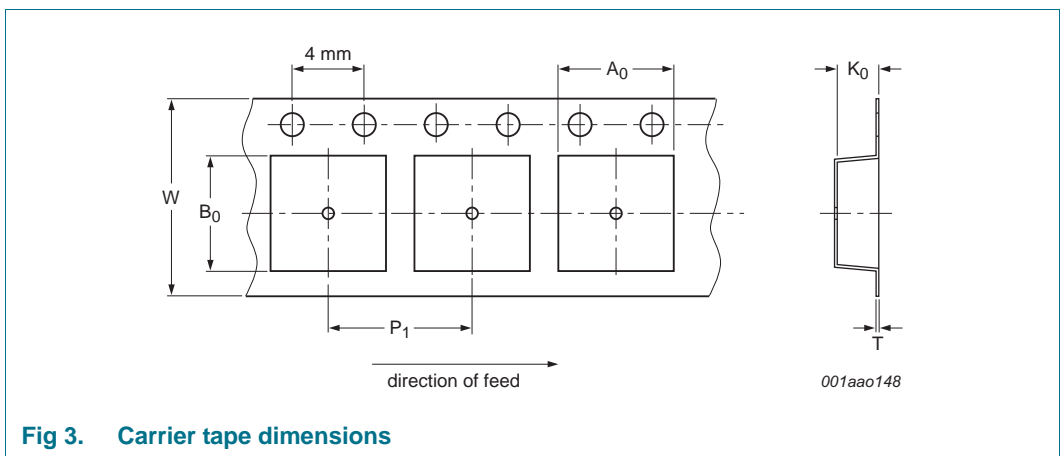 4 mm
A0
K0
W
B0
P1
T
direction of feed
001aao148
Fig 3. Carrier tape dimensions